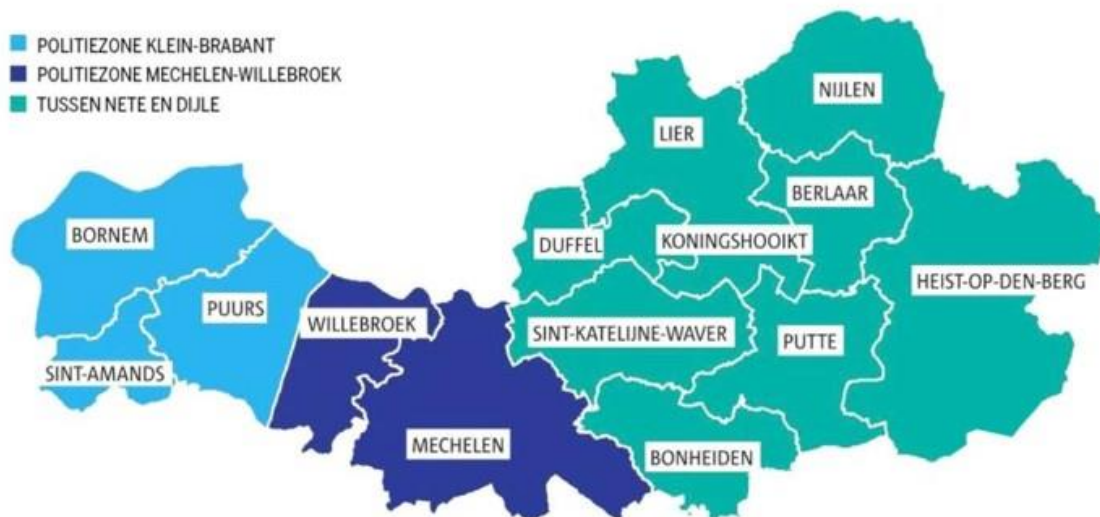 POLITIEZONE KLEIN-BRABANT
POLITIEZONE MECHELEN-WILLEBROEK
TUSSEN NETE EN DIJLE
NIJLEN
LIER
BERLAAR
BORNEM
DUFFEL
KONINGSHOOIKT
HEIST-OP-DEN-BERG
PUURS
WILLEBROEK
SINT-KATELIJNE-WAVER
PUTTE
SINT-AMANDS
MECHELEN
BONHEIDEN